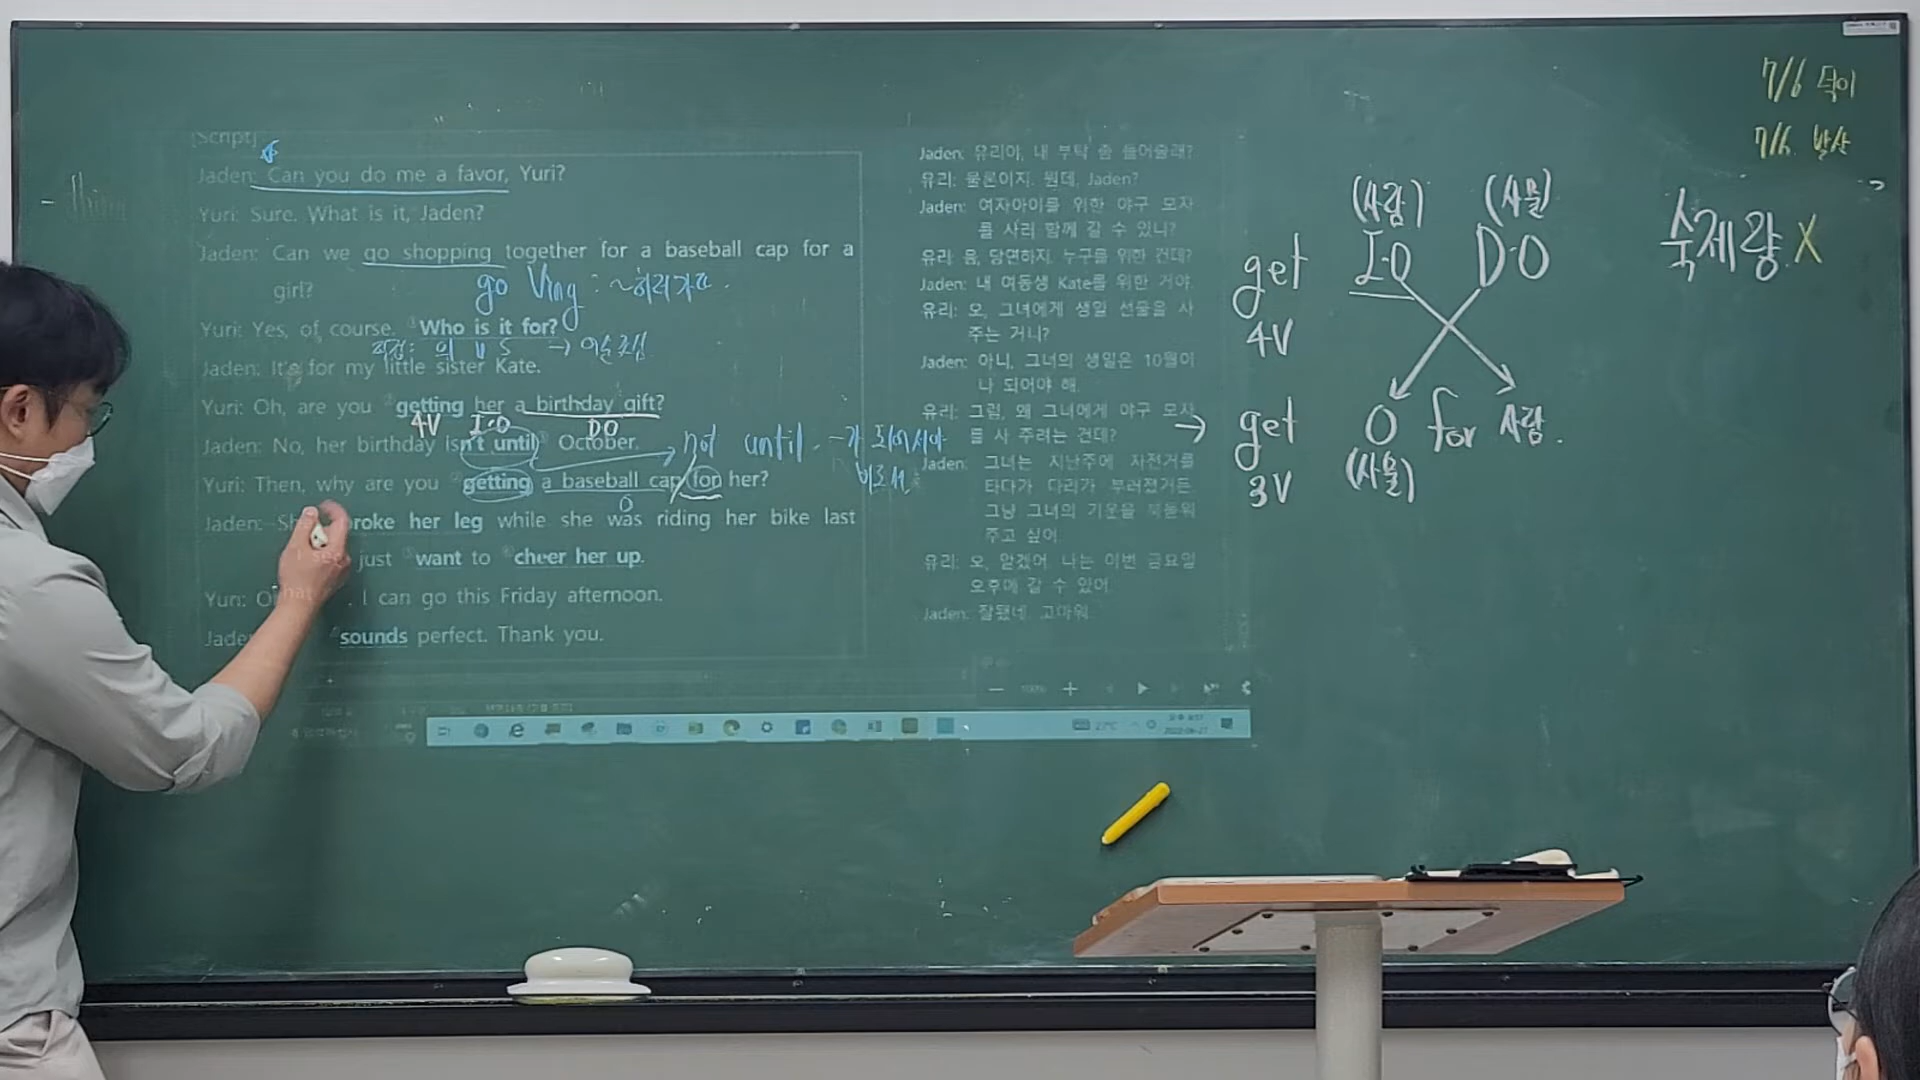 [Script]
Jaden: Can you do me a favor, Yuri?
Yuri: Sure. What is it, Jaden?
Jaden: Can we go shopping together for a baseball cap for a
girl?
go Ving : ~하러가다.
Yuri: Yes, of course. Who is it for?
의 V S → 어순조심
Jaden: It's for my little sister Kate.
Yuri: Oh, are you getting her a birthday gift?
4V I·O DO
Jaden: No, her birthday isn't until October.
not until
Yuri: Then, why are you getting a baseball cap for her?
O
Jaden: broke her leg while she was riding her bike last
just want to cheer her up.
I can go this Friday afternoon.
sounds perfect. Thank you.
Jaden: 유리아, 내 부탁 좀 들어줄래?
유리: 물론이지. 뭔데, Jaden?
Jaden: 여자아이를 위한 야구 모자
를 사러 함께 갈 수 있니?
유리: 음, 당연하지. 누구를 위한 건데?
Jaden: 내 여동생 Kate를 위한 거야.
유리: 오, 그녀에게 생일 선물을 사
주는 거니?
Jaden: 아니, 그녀의 생일은 10월이
나 되어야 해.
유리: 그럼, 왜 그녀에게 야구 모자
를 사 주려는 건데?
Jaden: 그녀는 지난주에 자전거를
타다가 다리가 부러졌거든.
그냥 그녀의 기운을 북돋워
주고 싶어.
유리: 오, 알겠어. 나는 이번 금요일
오후에 갈 수 있어.
Jaden: 잘됐네. 고마워.
(사람) (사물)
get I·O D·O
4V
→ get O for 사람.
3V (사물)
7/6
7/6.
숙제량 X
100%
27°C